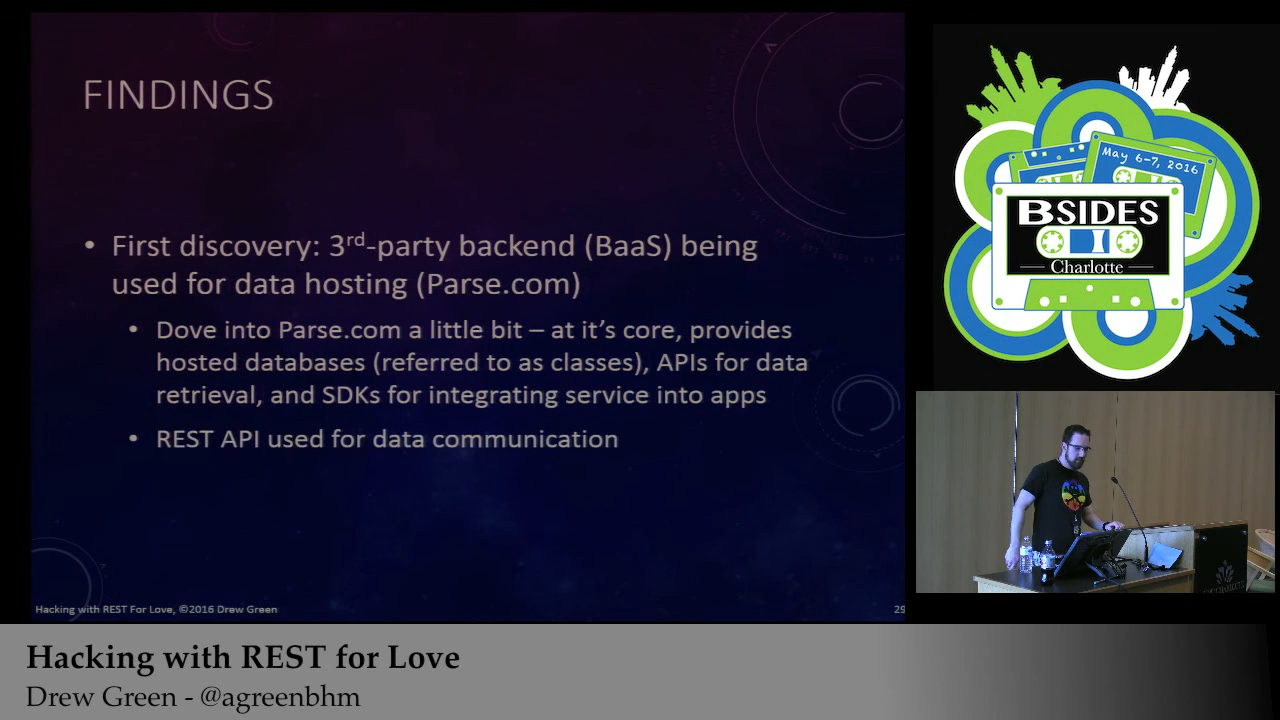 FINDINGS
• First discovery: 3rd-party backend (BaaS) being
used for data hosting (Parse.com)
• Dove into Parse.com a little bit – at it's core, provides
hosted databases (referred to as classes), APIs for data
retrieval, and SDKs for integrating service into apps
• REST API used for data communication
Hacking with REST For Love, ©2016 Drew Green
29
May 6-7, 2016
BSIDES
Charlotte
Hacking with REST for Love
Drew Green - @agreenbhm